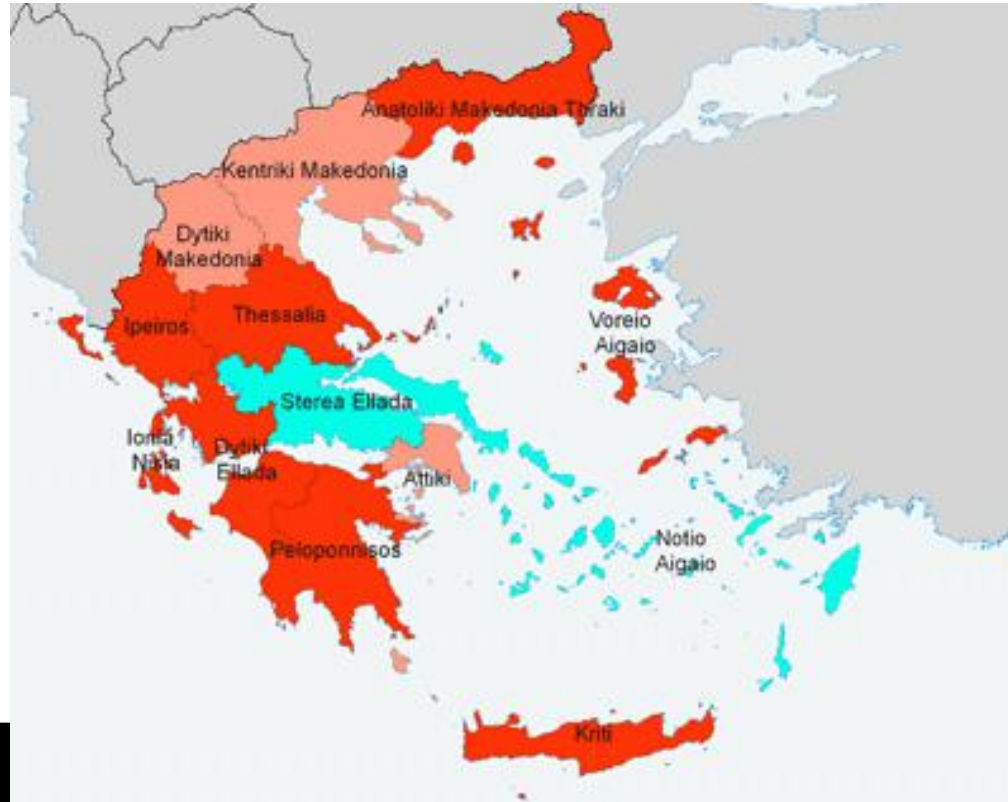 Anatoliki Makedonia Thraki
Kentriki Makedonia
Dytiki
Makedonia
Ipeiros
Thessalia
Voreio
Aigaio
Sterea Ellada
Ionia
Nisia
Dytiki
Ellada
Attiki
Peloponnisos
Notio
Aigaio
Kriti